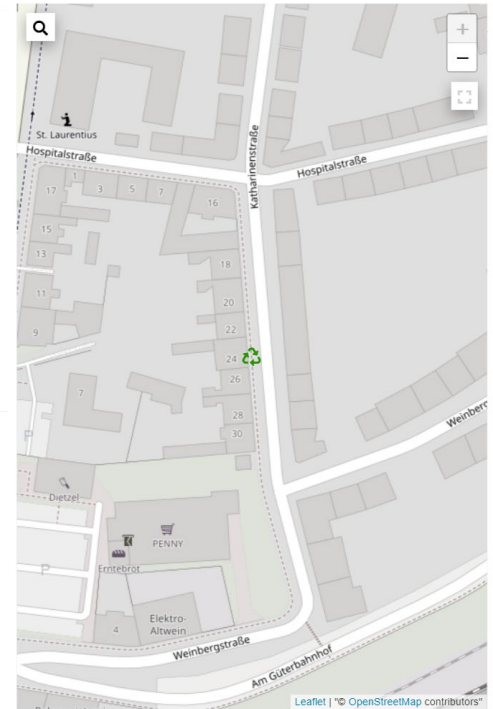 +
−
St. Laurentius
Hospitalstraße
Katharinenstraße
Hospitalstraße
1
3
5
7
17
16
15
13
18
11
20
22
9
24
26
7
28
30
Weinberg
P
Dietzel
PENNY
Erntebrot
P
4
Elektro-
Altwein
Weinbergstraße
Am Güterbahnhof
Leaflet | "© OpenStreetMap contributors"